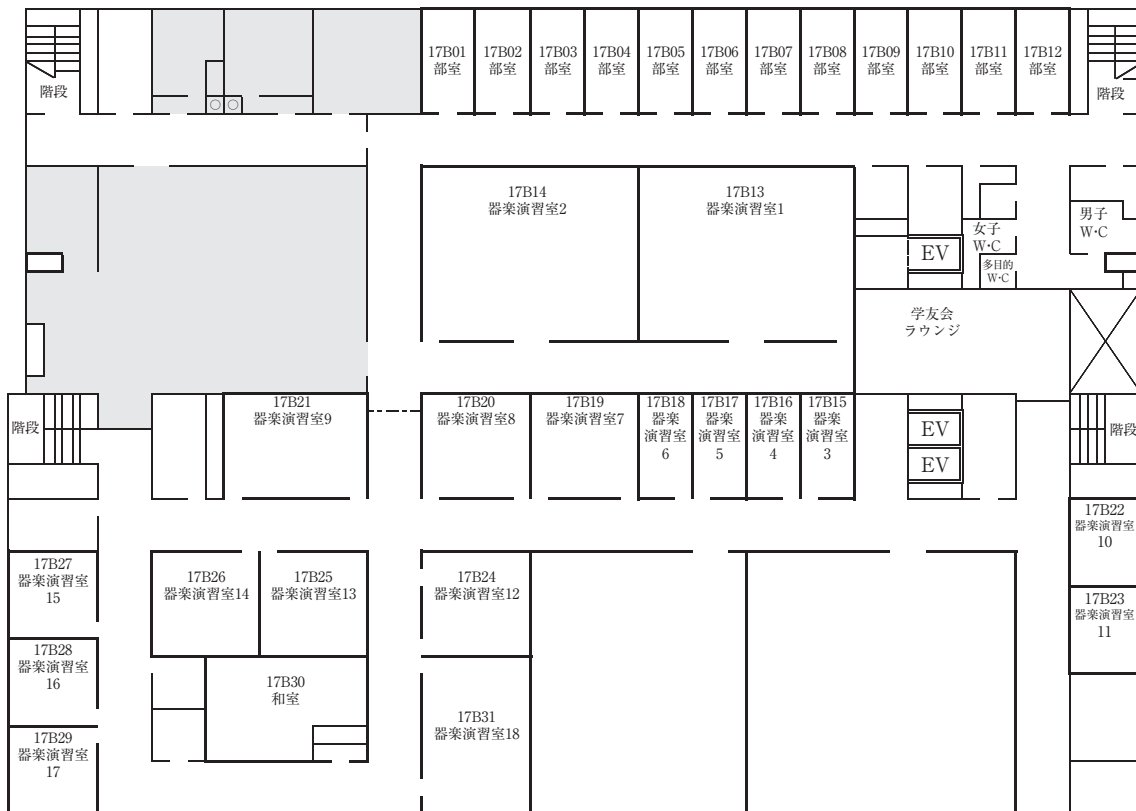 17B01
部室
17B02
部室
17B03
部室
17B04
部室
17B05
部室
17B06
部室
17B07
部室
17B08
部室
17B09
部室
17B10
部室
17B11
部室
17B12
部室
階段
階段
17B14
器楽演習室2
17B13
器楽演習室1
女子
W·C
男子
W·C
EV
多目的
W·C
学友会
ラウンジ
階段
17B21
器楽演習室9
17B20
器楽演習室8
17B19
器楽演習室7
17B18
器楽
演習室
6
17B17
器楽
演習室
5
17B16
器楽
演習室
4
17B15
器楽
演習室
3
EV
EV
階段
17B22
器楽演習室
10
17B27
器楽演習室
15
17B26
器楽演習室14
17B25
器楽演習室13
17B24
器楽演習室12
17B23
器楽演習室
11
17B28
器楽演習室
16
17B30
和室
17B31
器楽演習室18
17B29
器楽演習室
17